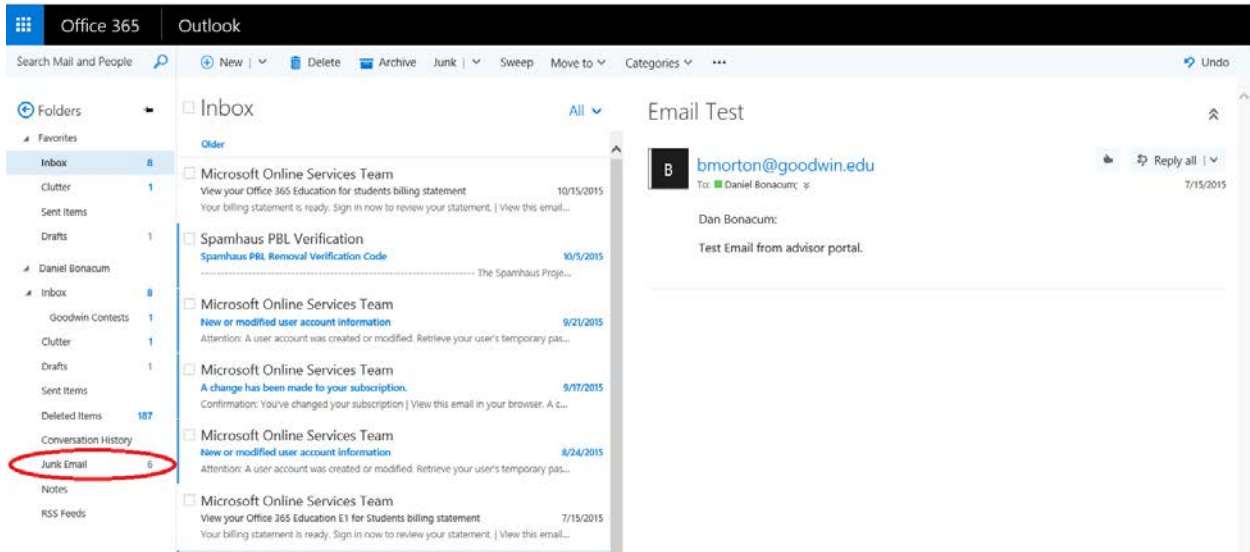 Office 365 Outlook
Search Mail and People New Delete Archive Junk Sweep Move to Categories ••• Undo
Folders
Favorites
Inbox 8
Clutter 1
Sent Items
Drafts 1
Daniel Bonacum
Inbox 8
Goodwin Contests 1
Clutter 1
Drafts 1
Sent Items
Deleted Items 187
Conversation History
Junk Email 6
Notes
RSS Feeds
Inbox All
Older
Microsoft Online Services Team
View your Office 365 Education for students billing statement 10/15/2015
Your billing statement is ready. Sign in now to review your statement. | View this email...
Spamhaus PBL Verification
Spamhaus PBL Removal Verification Code 10/5/2015
The Spamhaus Proje...
Microsoft Online Services Team
New or modified user account information 9/21/2015
Attention: A user account was created or modified. Retrieve your user's temporary pas...
Microsoft Online Services Team
A change has been made to your subscription. 9/17/2015
Confirmation: You've changed your subscription | View this email in your browser. A c...
Microsoft Online Services Team
New or modified user account information 8/24/2015
Attention: A user account was created or modified. Retrieve your user's temporary pas...
Microsoft Online Services Team
View your Office 365 Education E1 for Students billing statement 7/15/2015
Your billing statement is ready. Sign in now to review your statement. | View this email...
Email Test
B
bmorton@goodwin.edu Reply all
To: Daniel Bonacum; 7/15/2015
Dan Bonacum:
Test Email from advisor portal.